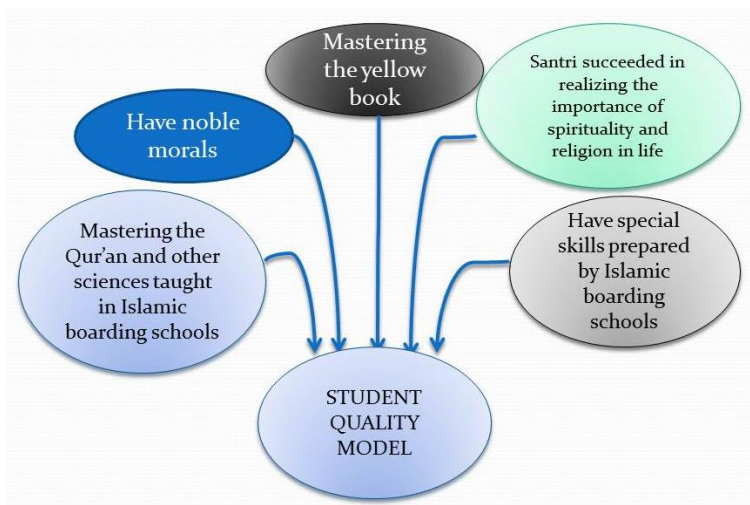 Mastering
the yellow
book
Santri succeeded in
realizing the
importance of
spirituality and
religion in life
Have noble
morals
Mastering the
Qur'an and other
sciences taught
in Islamic
boarding schools
Have special
skills prepared
by Islamic
boarding
schools
STUDENT
QUALITY
MODEL